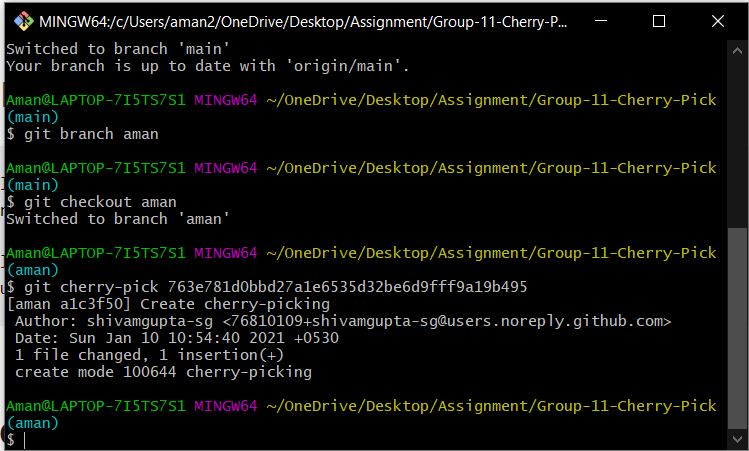 MINGW64:/c/Users/aman2/OneDrive/Desktop/Assignment/Group-11-Cherry-P...
Switched to branch 'main'
Your branch is up to date with 'origin/main'.
Aman@LAPTOP-7I5TS7S1 MINGW64 ~/OneDrive/Desktop/Assignment/Group-11-Cherry-Pick
(main)
$ git branch aman
Aman@LAPTOP-7I5TS7S1 MINGW64 ~/OneDrive/Desktop/Assignment/Group-11-Cherry-Pick
(main)
$ git checkout aman
Switched to branch 'aman'
Aman@LAPTOP-7I5TS7S1 MINGW64 ~/OneDrive/Desktop/Assignment/Group-11-Cherry-Pick
(aman)
$ git cherry-pick 763e781d0bbd27a1e6535d32be6d9fff9a19b495
[aman a1c3f50] Create cherry-picking
Author: shivamgupta-sg <76810109+shivamgupta-sg@users.noreply.github.com>
Date: Sun Jan 10 10:54:40 2021 +0530
1 file changed, 1 insertion(+)
create mode 100644 cherry-picking
Aman@LAPTOP-7I5TS7S1 MINGW64 ~/OneDrive/Desktop/Assignment/Group-11-Cherry-Pick
(aman)
$